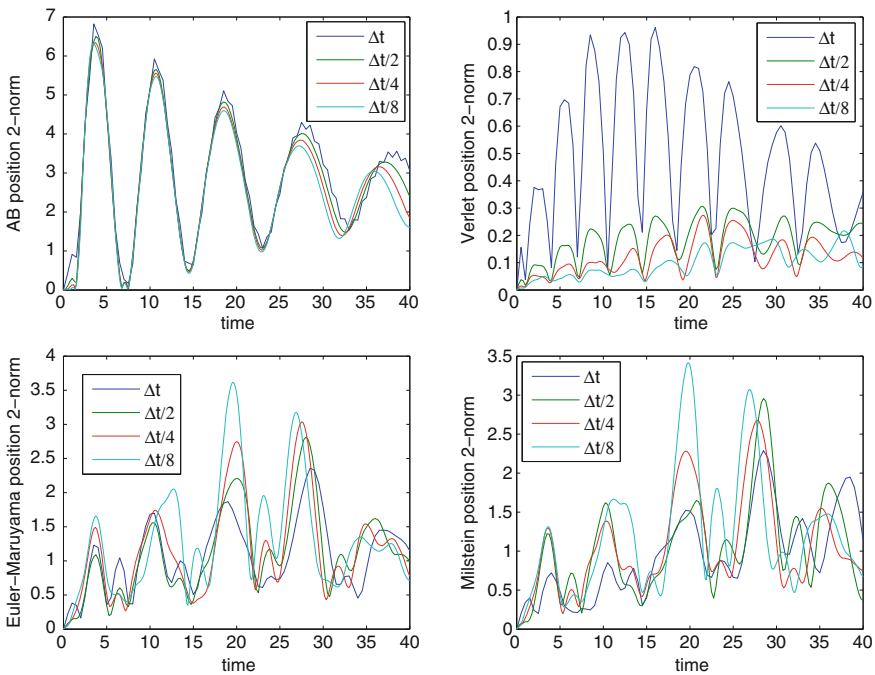 AB position 2-norm
7
6
5
4
3
2
1
0
0 5 10 15 20 25 30 35 40
time
Δt
Δt/2
Δt/4
Δt/8
Verlet position 2-norm
1
0.9
0.8
0.7
0.6
0.5
0.4
0.3
0.2
0.1
0
0 5 10 15 20 25 30 35 40
time
Δt
Δt/2
Δt/4
Δt/8
Euler-Maruyama position 2-norm
4
3.5
3
2.5
2
1.5
1
0.5
0
0 5 10 15 20 25 30 35 40
time
Δt
Δt/2
Δt/4
Δt/8
Milstein position 2-norm
3.5
3
2.5
2
1.5
1
0.5
0
0 5 10 15 20 25 30 35 40
time
Δt
Δt/2
Δt/4
Δt/8